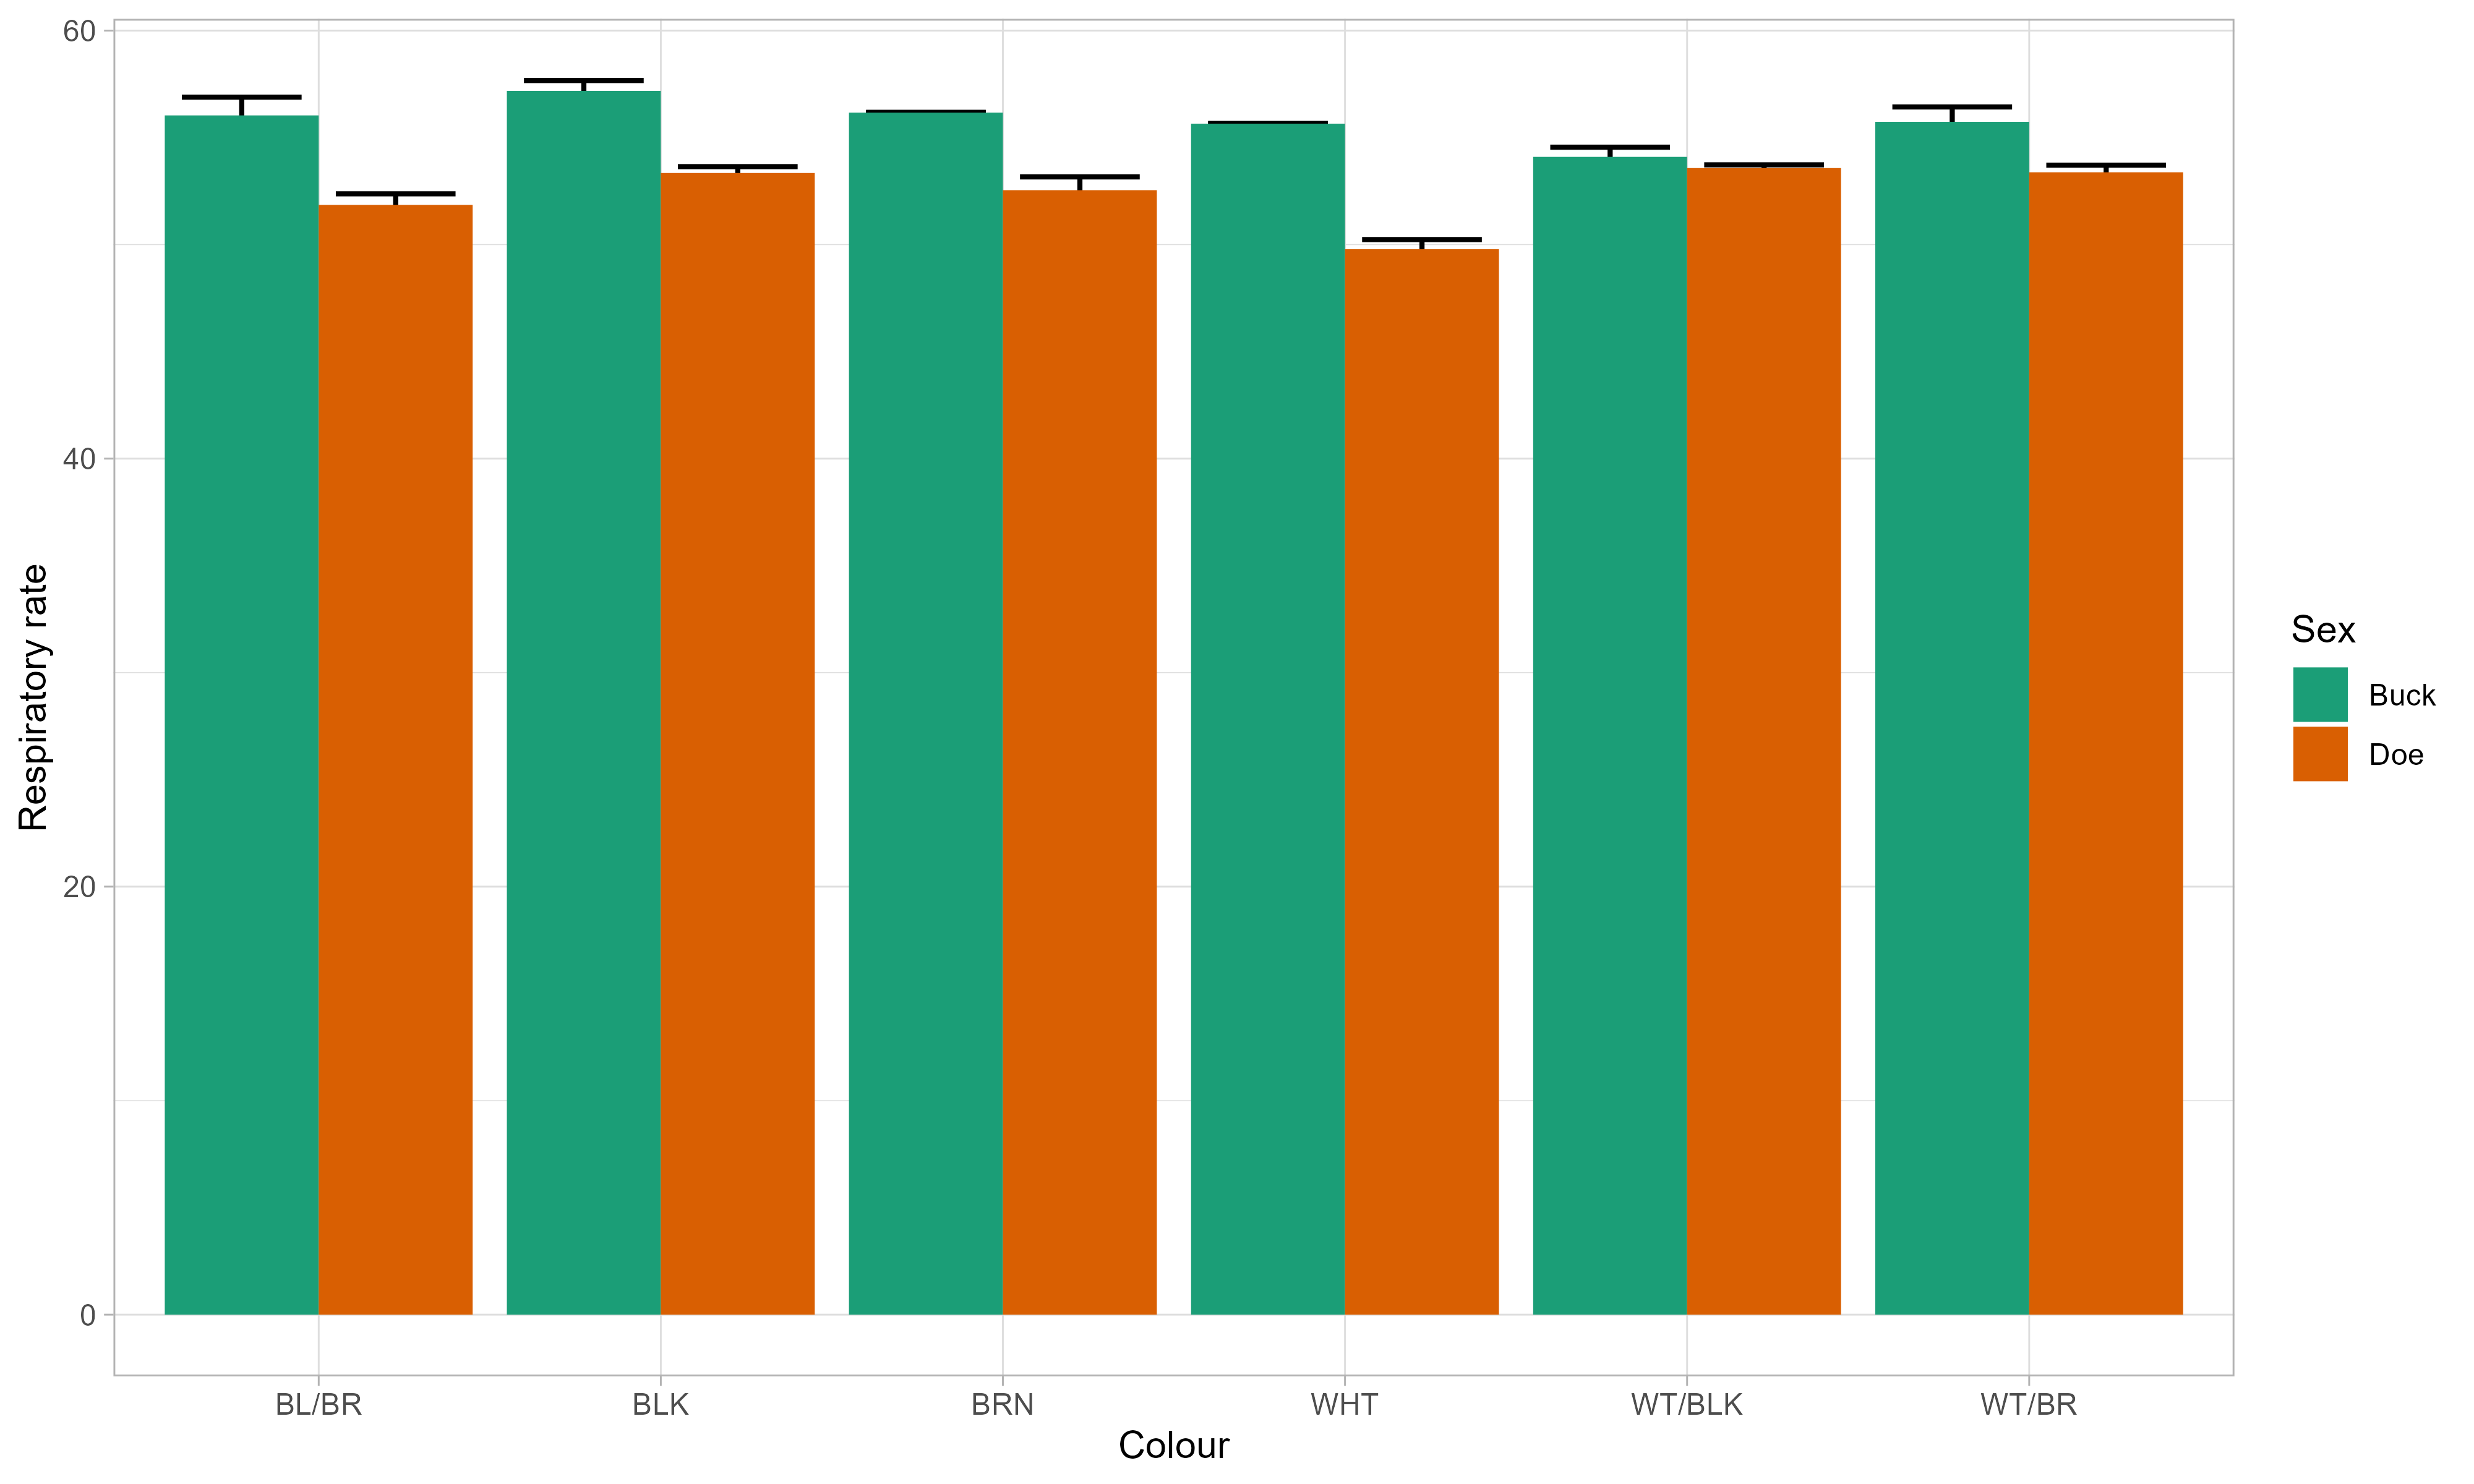 60
40
20
0
Respiratory rate
BL/BR
BLK
BRN
WHT
WT/BLK
WT/BR
Colour
Sex
Buck
Doe